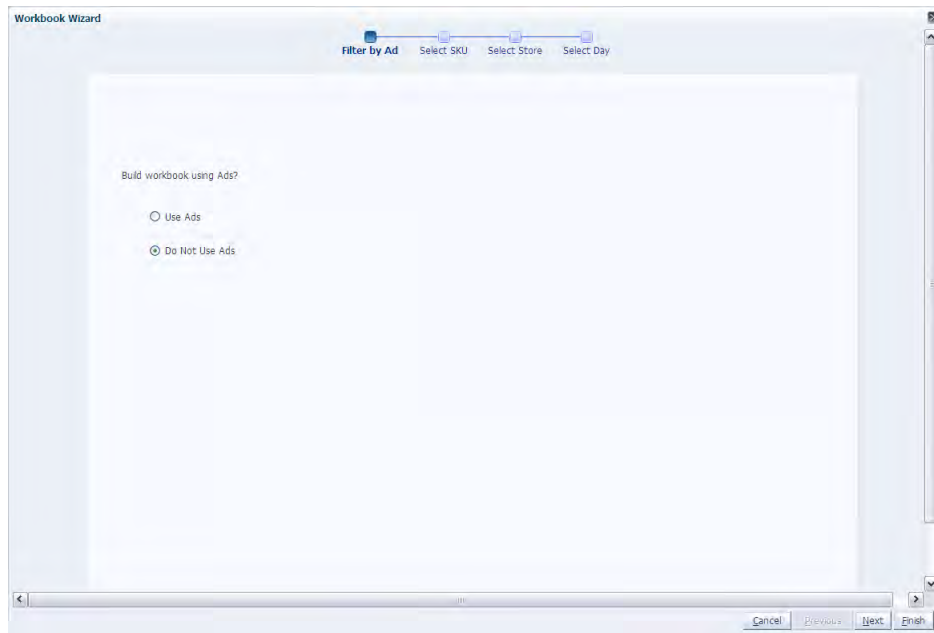 Workbook Wizard
Filter by Ad Select SKU Select Store Select Day
Build workbook using Ads?
Use Ads
Do Not Use Ads
Cancel Previous Next Finish